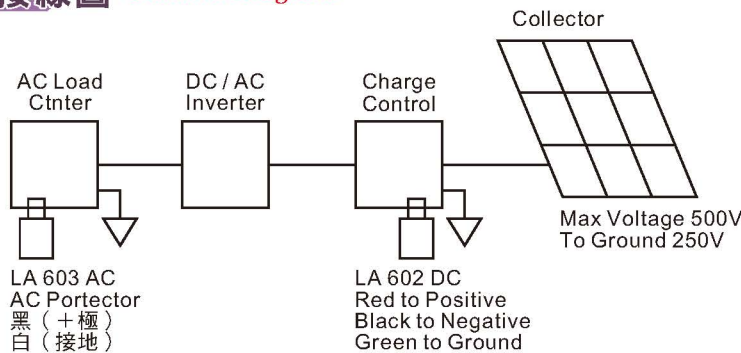 Collector
AC Load
Ctnter
DC / AC
Inverter
Charge
Control
Max Voltage 500V
To Ground 250V
LA 603 AC
AC Portector
黑（＋極）
白（接地）
LA 602 DC
Red to Positive
Black to Negative
Green to Ground